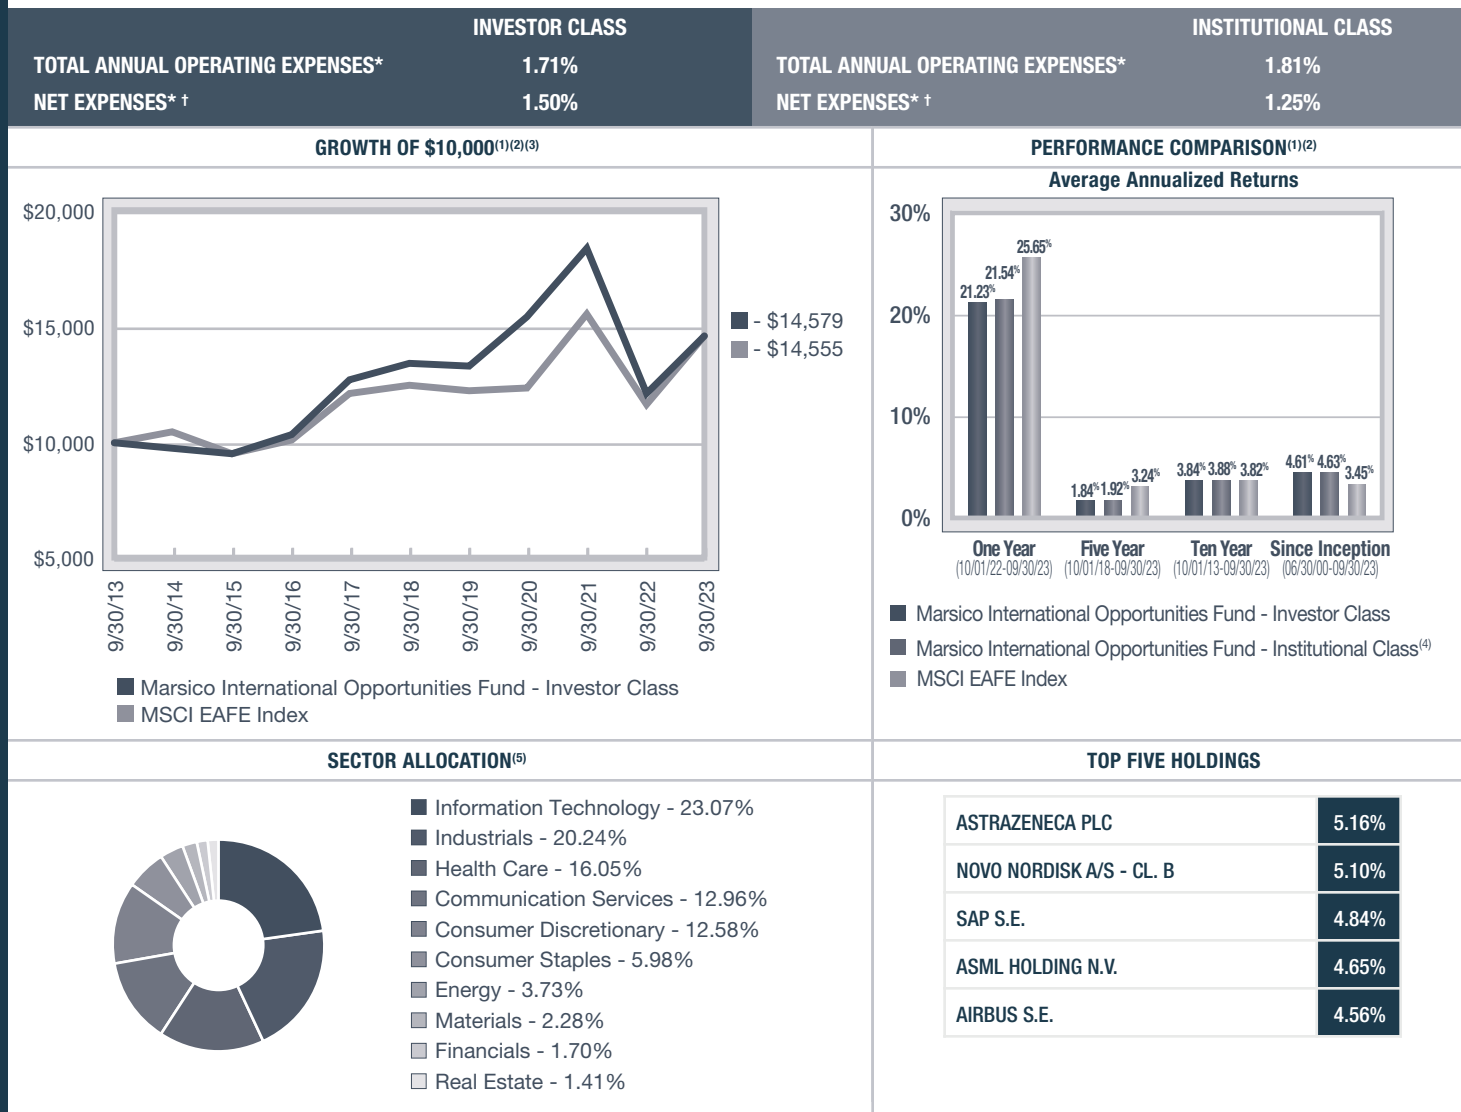 INVESTOR CLASS
TOTAL ANNUAL OPERATING EXPENSES* 1.71%
NET EXPENSES* † 1.50%
INSTITUTIONAL CLASS
TOTAL ANNUAL OPERATING EXPENSES* 1.81%
NET EXPENSES* † 1.25%
GROWTH OF $10,000(1)(2)(3)
$20,000
$15,000
$10,000
$5,000
9/30/13
9/30/14
9/30/15
9/30/16
9/30/17
9/30/18
9/30/19
9/30/20
9/30/21
9/30/22
9/30/23
- $14,579
- $14,555
Marsico International Opportunities Fund - Investor Class
MSCI EAFE Index
PERFORMANCE COMPARISON(1)(2)
Average Annualized Returns
30%
20%
10%
0%
21.23%
21.54%
25.65%
1.84%
1.92%
3.24%
3.84%
3.88%
3.82%
4.61%
4.63%
3.45%
One Year
(10/01/22-09/30/23)
Five Year
(10/01/18-09/30/23)
Ten Year
(10/01/13-09/30/23)
Since Inception
(06/30/00-09/30/23)
Marsico International Opportunities Fund - Investor Class
Marsico International Opportunities Fund - Institutional Class(4)
MSCI EAFE Index
SECTOR ALLOCATION(5)
Information Technology - 23.07%
Industrials - 20.24%
Health Care - 16.05%
Communication Services - 12.96%
Consumer Discretionary - 12.58%
Consumer Staples - 5.98%
Energy - 3.73%
Materials - 2.28%
Financials - 1.70%
Real Estate - 1.41%
TOP FIVE HOLDINGS
ASTRAZENECA PLC 5.16%
NOVO NORDISK A/S - CL. B 5.10%
SAP S.E. 4.84%
ASML HOLDING N.V. 4.65%
AIRBUS S.E. 4.56%